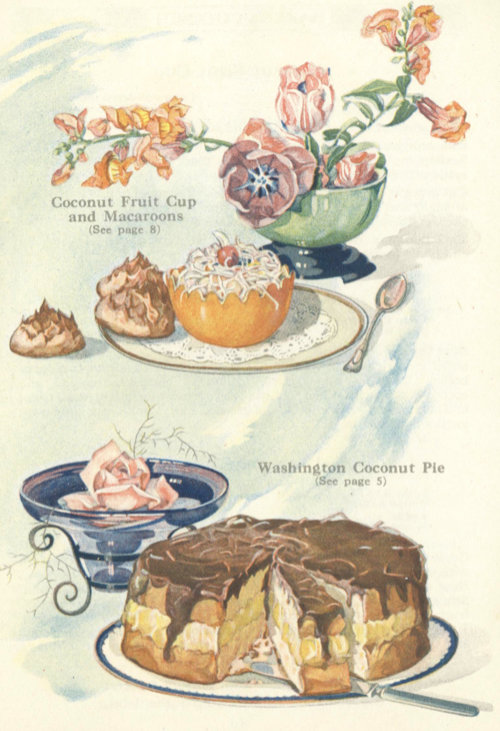 Coconut Fruit Cup
and Macaroons
(See page 8)
Washington Coconut Pie
(See page 5)